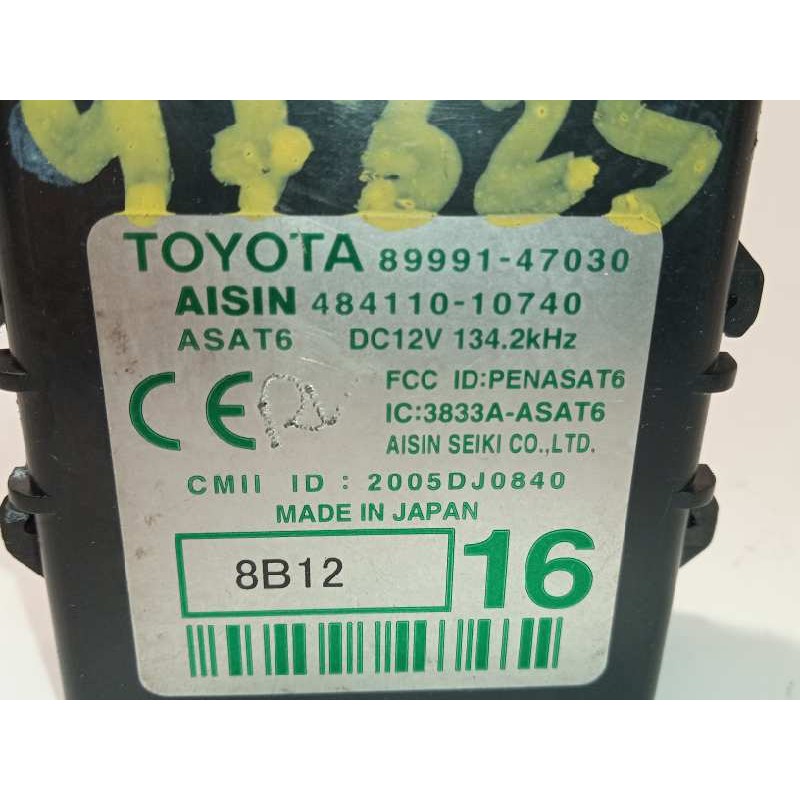 TOYOTA 89991-47030
AISIN 484110-10740
ASAT6 DC12V 134.2kHz
CE
FCC ID:PENASAT6
IC:3833A-ASAT6
AISIN SEIKI CO.,LTD.
CMII ID : 2005DJ0840
MADE IN JAPAN
8B12
16